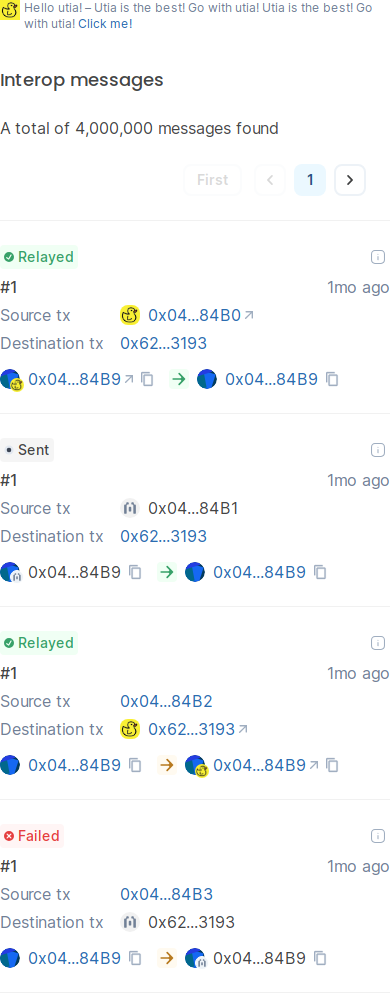 Hello utia! – Utia is the best! Go with utia! Utia is the best! Go
with utia! Click me!
Interop messages
A total of 4,000,000 messages found
First 1
Relayed
#1 1mo ago
Source tx 0x04...84B0
Destination tx 0x62...3193
0x04...84B9 0x04...84B9
Sent
#1 1mo ago
Source tx 0x04...84B1
Destination tx 0x62...3193
0x04...84B9 0x04...84B9
Relayed
#1 1mo ago
Source tx 0x04...84B2
Destination tx 0x62...3193
0x04...84B9 0x04...84B9
Failed
#1 1mo ago
Source tx 0x04...84B3
Destination tx 0x62...3193
0x04...84B9 0x04...84B9